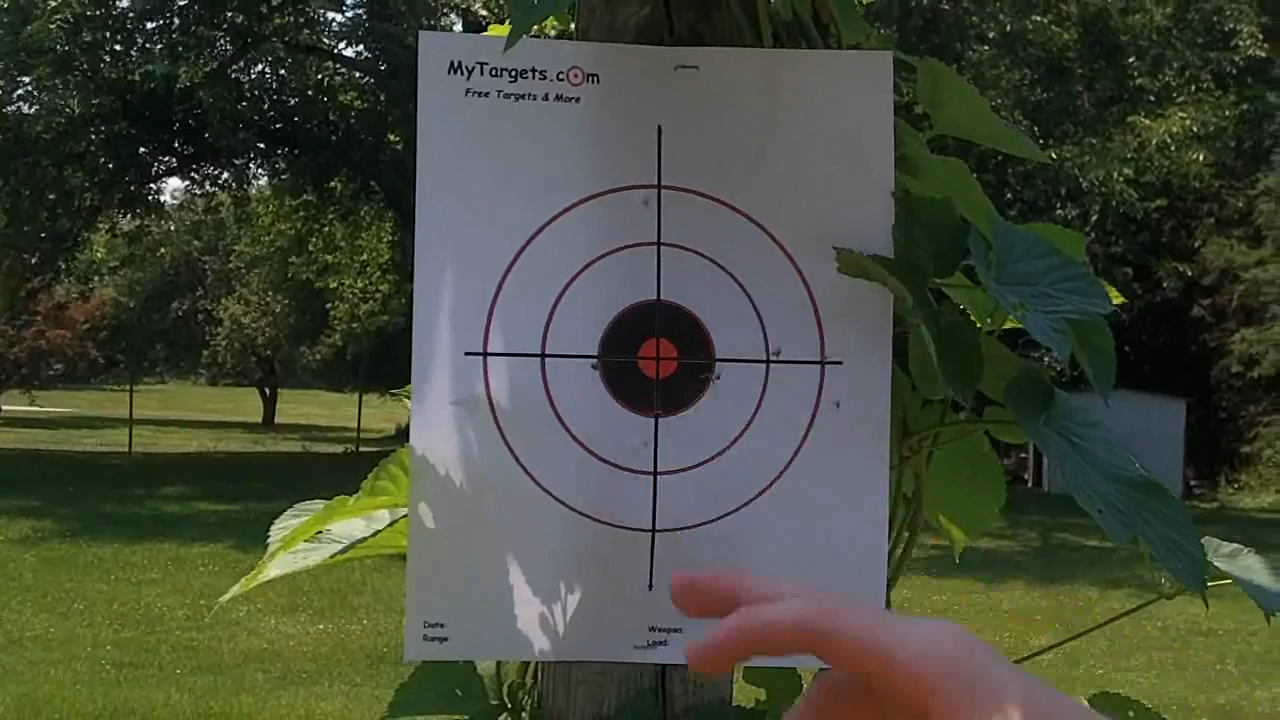 MyTargets.com
Free Targets & More
Date:
Range:
Weapon:
Load: